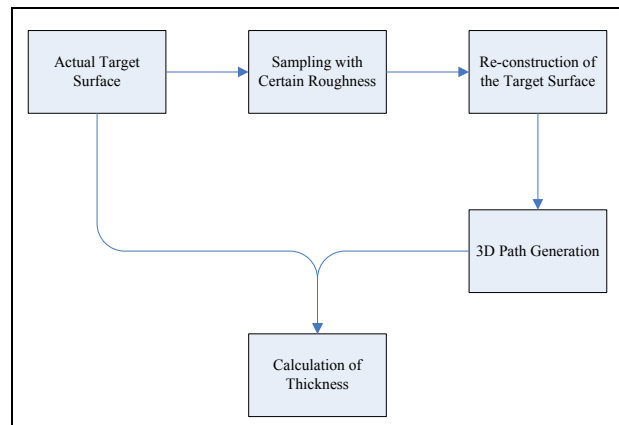 Actual Target
Surface
Sampling with
Certain Roughness
Re-construction of
the Target Surface
3D Path Generation
Calculation of
Thickness